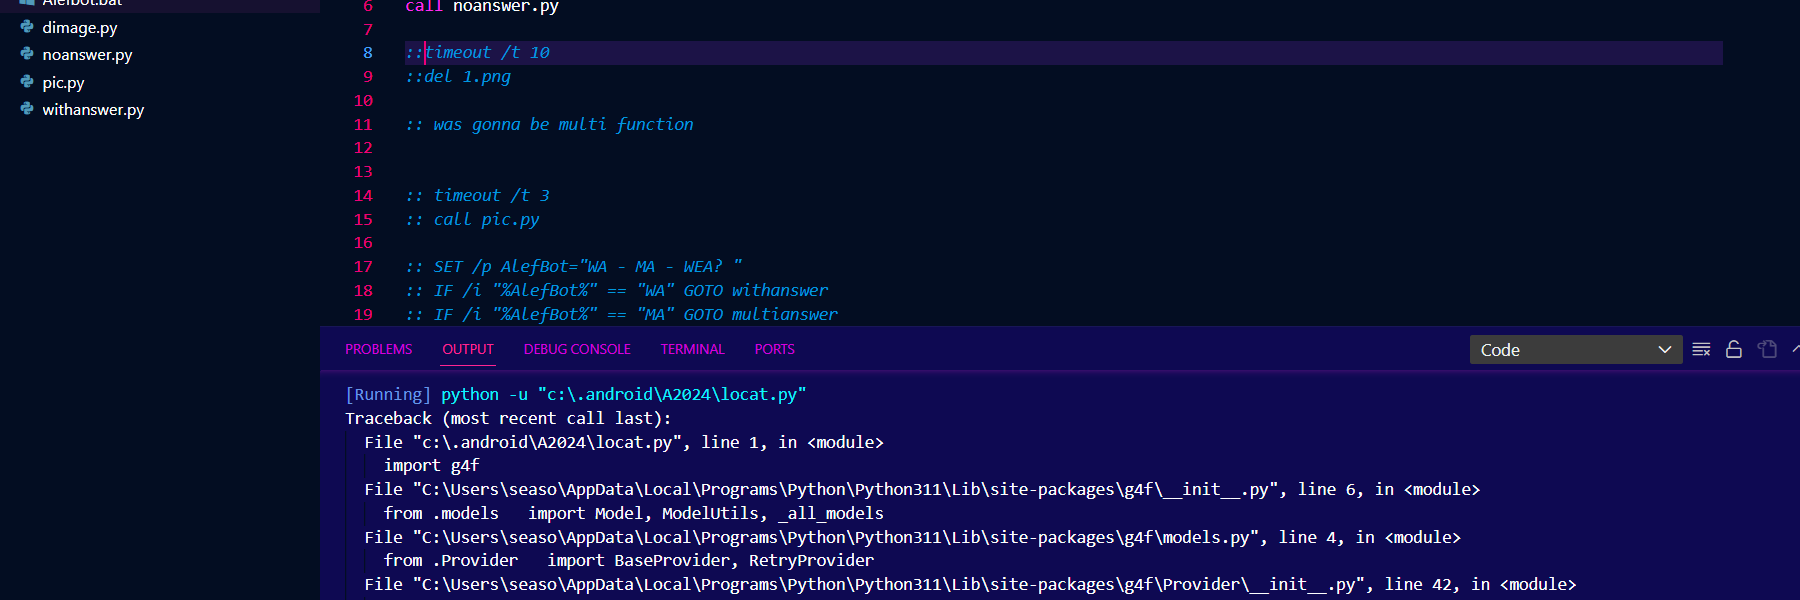 AlefBot.bat
dimage.py
noanswer.py
pic.py
withanswer.py
6 call noanswer.py
7
8 ::timeout /t 10
9 ::del 1.png
10
11 :: was gonna be multi function
12
13
14 :: timeout /t 3
15 :: call pic.py
16
17 :: SET /p AlefBot="WA - MA - WEA? "
18 :: IF /i "%AlefBot%" == "WA" GOTO withanswer
19 :: IF /i "%AlefBot%" == "MA" GOTO multianswer
PROBLEMS OUTPUT DEBUG CONSOLE TERMINAL PORTS Code
[Running] python -u "c:\.android\A2024\locat.py"
Traceback (most recent call last):
File "c:\.android\A2024\locat.py", line 1, in <module>
import g4f
File "C:\Users\seaso\AppData\Local\Programs\Python\Python311\Lib\site-packages\g4f\__init__.py", line 6, in <module>
from .models   import Model, ModelUtils, _all_models
File "C:\Users\seaso\AppData\Local\Programs\Python\Python311\Lib\site-packages\g4f\models.py", line 4, in <module>
from .Provider   import BaseProvider, RetryProvider
File "C:\Users\seaso\AppData\Local\Programs\Python\Python311\Lib\site-packages\g4f\Provider\__init__.py", line 42, in <module>